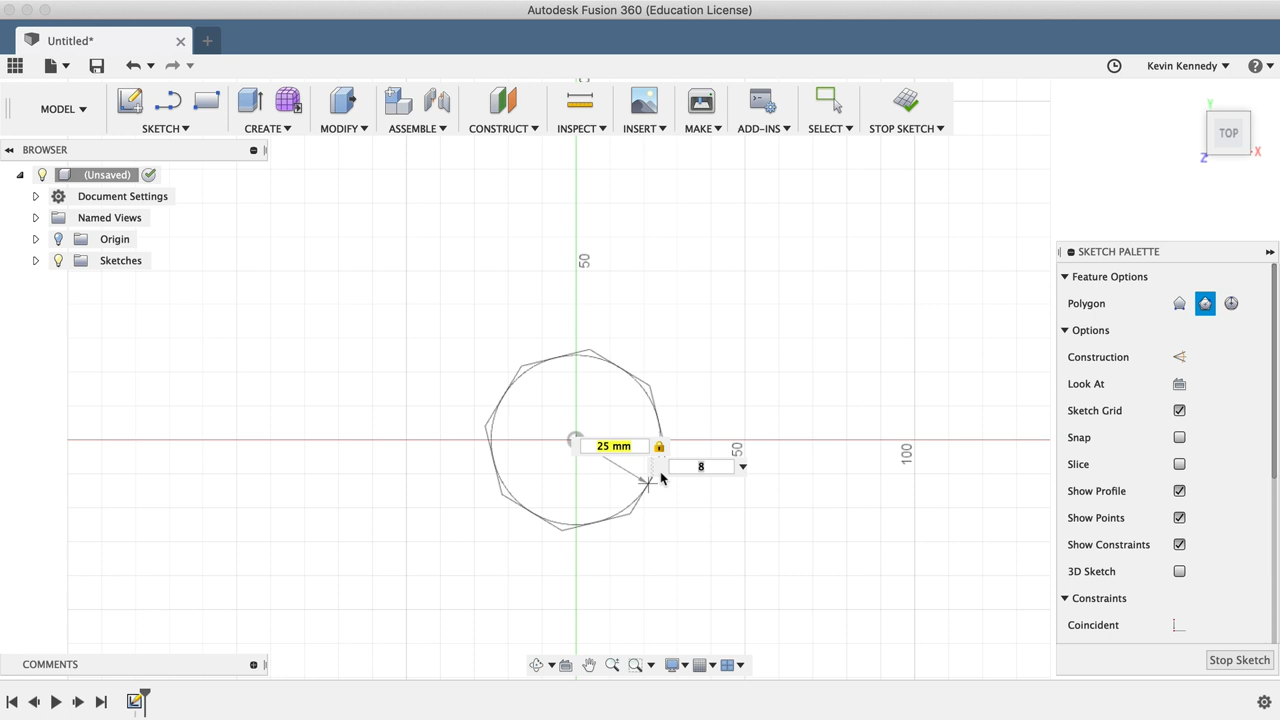 Autodesk Fusion 360 (Education License)
Untitled*
Kevin Kennedy
MODEL
SKETCH CREATE MODIFY ASSEMBLE CONSTRUCT INSPECT INSERT MAKE ADD-INS SELECT STOP SKETCH
BROWSER
(Unsaved)
Document Settings
Named Views
Origin
Sketches
Y
TOP
Z X
50
25 mm
50
100
8
SKETCH PALETTE
Feature Options
Polygon
Options
Construction
Look At
Sketch Grid
Snap
Slice
Show Profile
Show Points
Show Constraints
3D Sketch
Constraints
Coincident
Stop Sketch
COMMENTS